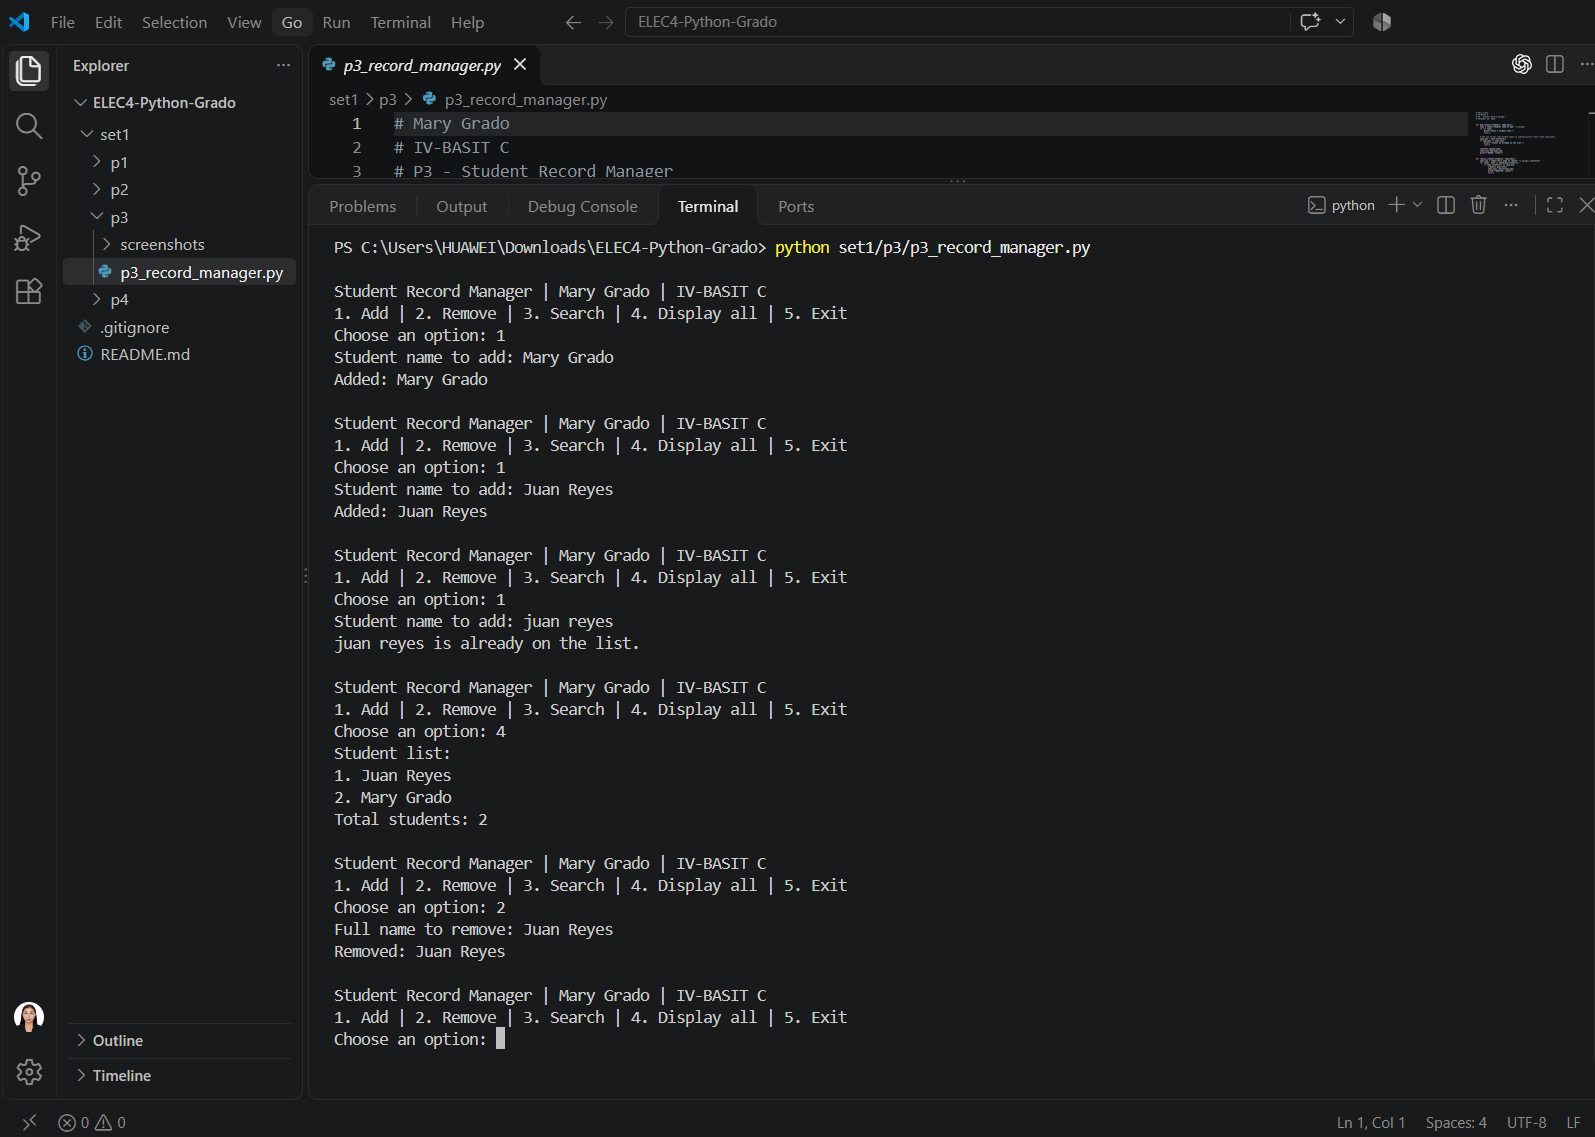 File Edit Selection View Go Run Terminal Help
ELEC4-Python-Grado
Explorer
ELEC4-Python-Grado
set1
p1
p2
p3
screenshots
p3_record_manager.py
p4
.gitignore
README.md
Outline
Timeline
p3_record_manager.py
set1 > p3 > p3_record_manager.py
1 # Mary Grado
2 # IV-BASIT C
3 # P3 - Student Record Manager
Problems Output Debug Console Terminal Ports
python
PS C:\Users\HUAWEI\Downloads\ELEC4-Python-Grado> python set1/p3/p3_record_manager.py
Student Record Manager | Mary Grado | IV-BASIT C
1. Add | 2. Remove | 3. Search | 4. Display all | 5. Exit
Choose an option: 1
Student name to add: Mary Grado
Added: Mary Grado
Student Record Manager | Mary Grado | IV-BASIT C
1. Add | 2. Remove | 3. Search | 4. Display all | 5. Exit
Choose an option: 1
Student name to add: Juan Reyes
Added: Juan Reyes
Student Record Manager | Mary Grado | IV-BASIT C
1. Add | 2. Remove | 3. Search | 4. Display all | 5. Exit
Choose an option: 1
Student name to add: juan reyes
juan reyes is already on the list.
Student Record Manager | Mary Grado | IV-BASIT C
1. Add | 2. Remove | 3. Search | 4. Display all | 5. Exit
Choose an option: 4
Student list:
1. Juan Reyes
2. Mary Grado
Total students: 2
Student Record Manager | Mary Grado | IV-BASIT C
1. Add | 2. Remove | 3. Search | 4. Display all | 5. Exit
Choose an option: 2
Full name to remove: Juan Reyes
Removed: Juan Reyes
Student Record Manager | Mary Grado | IV-BASIT C
1. Add | 2. Remove | 3. Search | 4. Display all | 5. Exit
Choose an option:
0 0
Ln 1, Col 1 Spaces: 4 UTF-8 LF